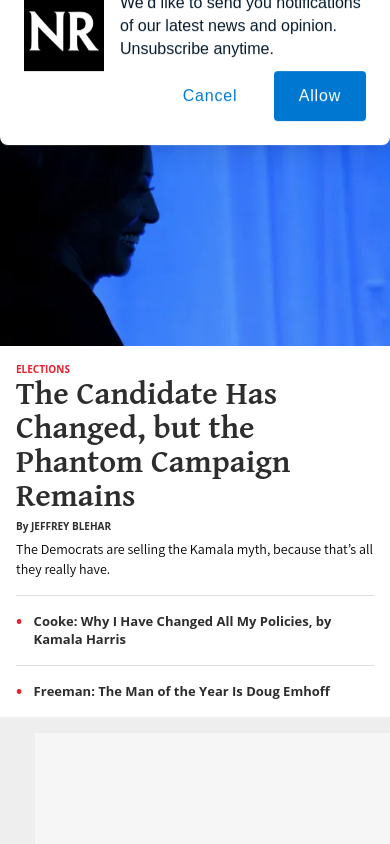 We'd like to send you notifications
NR
of our latest news and opinion.
Unsubscribe anytime.
Cancel
Allow
ELECTIONS
The Candidate Has
Changed, but the
Phantom Campaign
Remains
By JEFFREY BLEHAR
The Democrats are selling the Kamala myth, because that’s all
they really have.
• Cooke: Why I Have Changed All My Policies, by
Kamala Harris
• Freeman: The Man of the Year Is Doug Emhoff